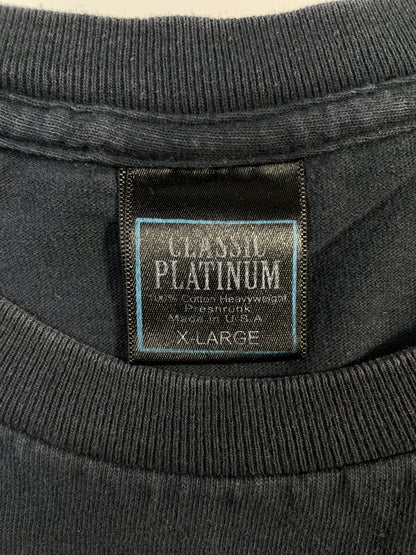 CLASSIC
PLATINUM
100% Cotton Heavyweight
Preshrunk
Made in U.S.A
X-LARGE